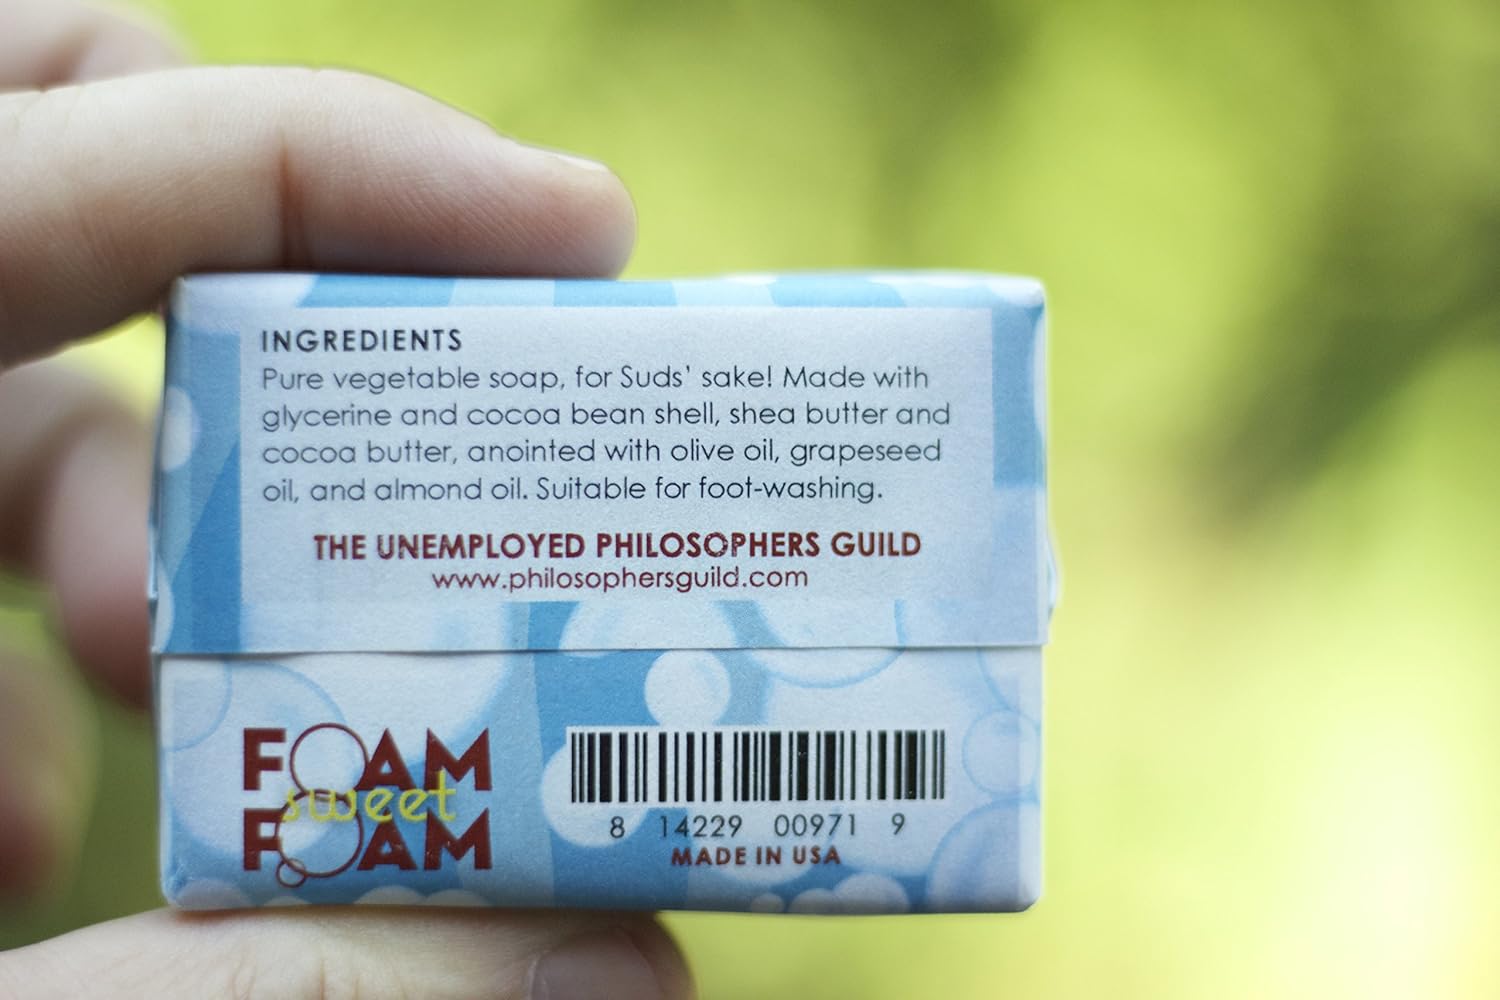 INGREDIENTS
Pure vegetable soap, for Suds' sake! Made with
glycerine and cocoa bean shell, shea butter and
cocoa butter, anointed with olive oil, grapeseed
oil, and almond oil. Suitable for foot-washing.
THE UNEMPLOYED PHILOSOPHERS GUILD
www.philosophersguild.com
FOAM
sweet
FOAM
8 14229 00971 9
MADE IN USA